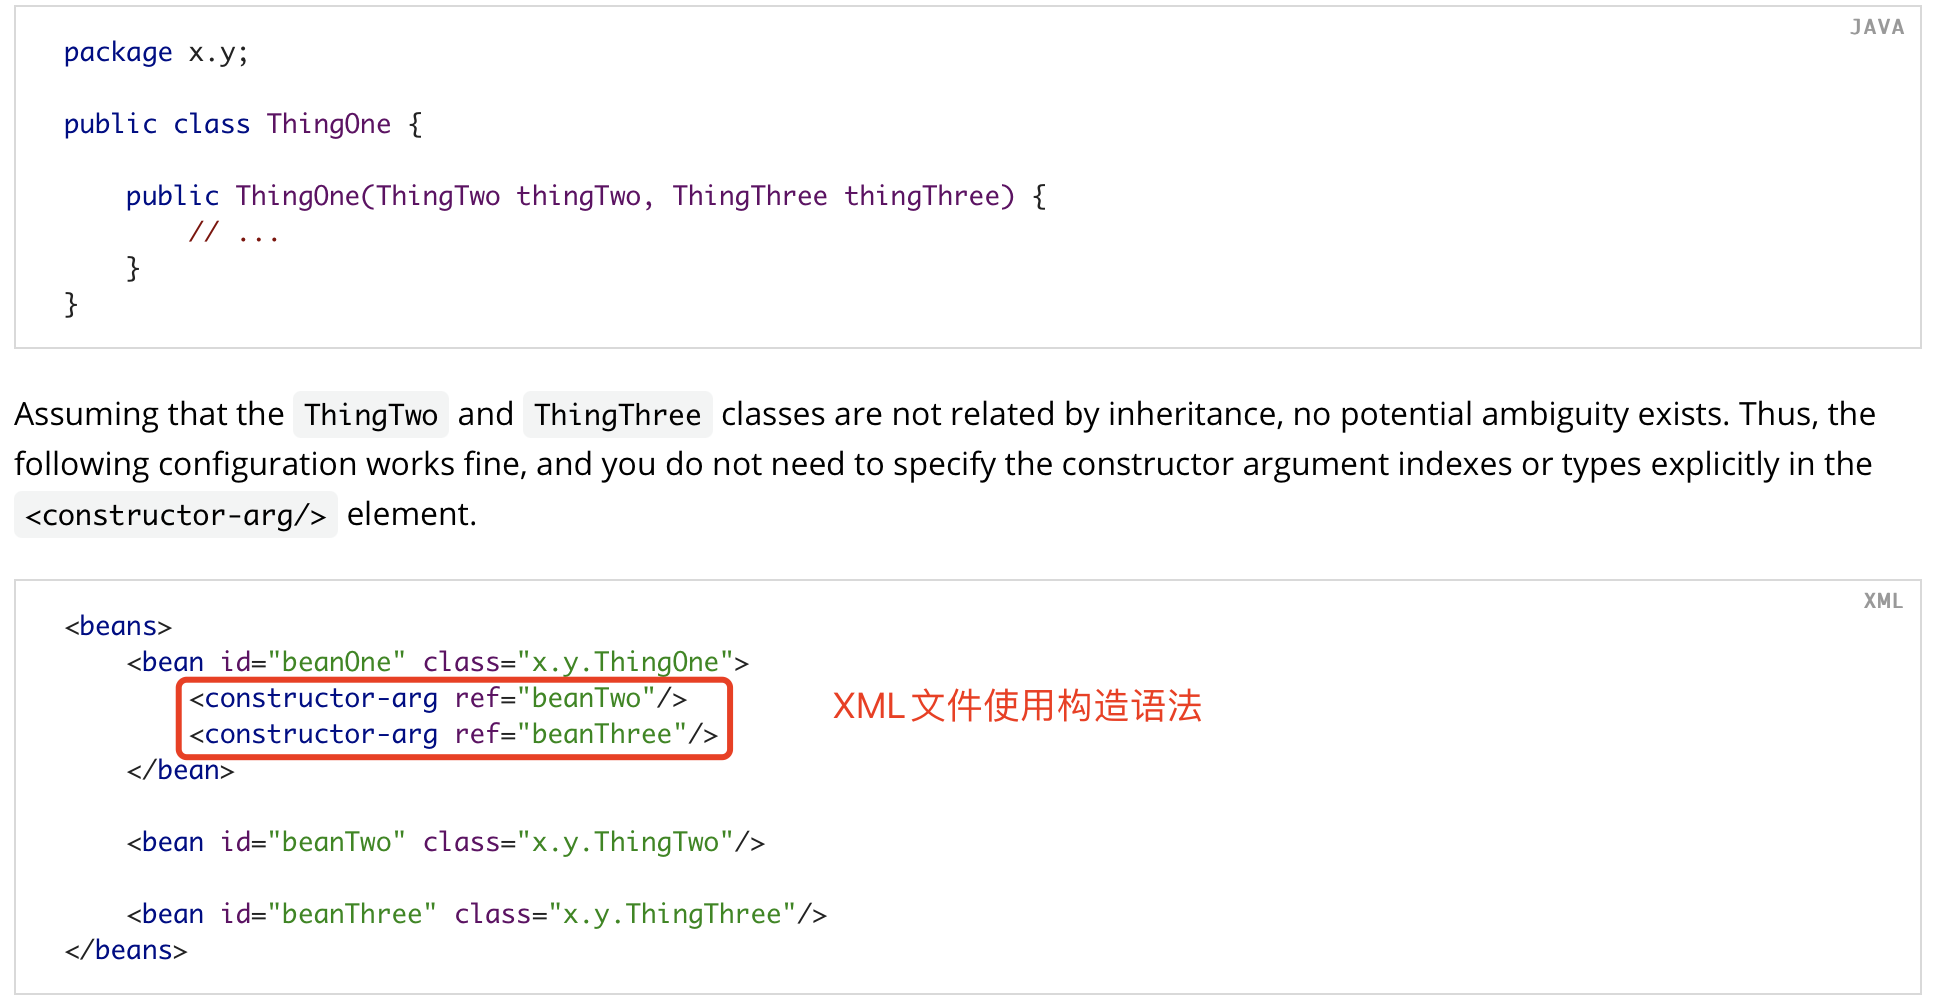 JAVA
package x.y;
public class ThingOne {
public ThingOne(ThingTwo thingTwo, ThingThree thingThree) {
// ...
}
}
Assuming that the ThingTwo and ThingThree classes are not related by inheritance, no potential ambiguity exists. Thus, the
following configuration works fine, and you do not need to specify the constructor argument indexes or types explicitly in the
<constructor-arg/> element.
XML
<beans>
<bean id="beanOne" class="x.y.ThingOne">
<constructor-arg ref="beanTwo"/>
<constructor-arg ref="beanThree"/>
XML 文件使用构造语法
</bean>
<bean id="beanTwo" class="x.y.ThingTwo"/>
<bean id="beanThree" class="x.y.ThingThree"/>
</beans>